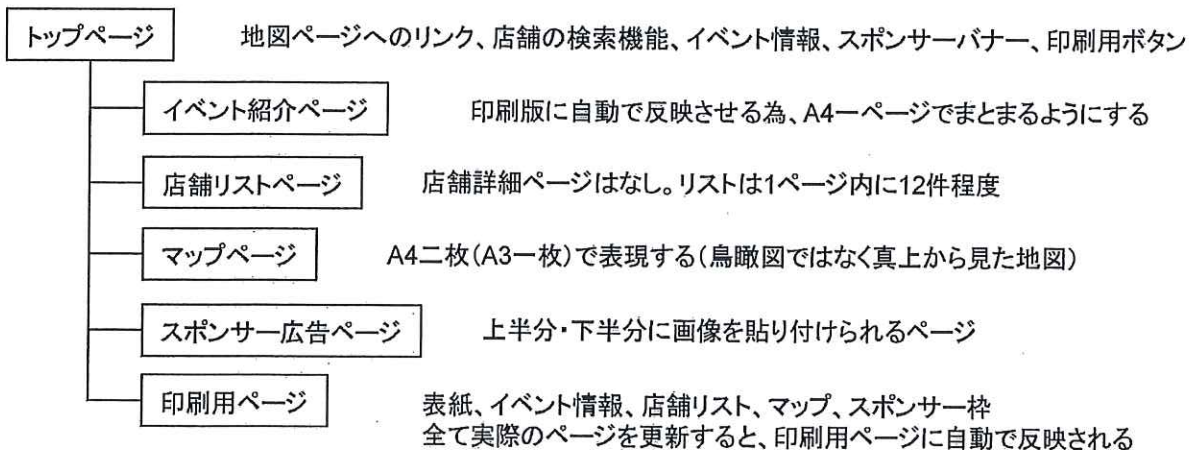 トップページ 地図ページへのリンク、店舗の検索機能、イベント情報、スポンサーバナー、印刷用ボタン
イベント紹介ページ 印刷版に自動で反映させる為、A4一ページでまとまるようにする
店舗リストページ 店舗詳細ページはなし。リストは1ページ内に12件程度
マップページ A4二枚(A3一枚)で表現する(鳥瞰図ではなく真上から見た地図)
スポンサー広告ページ 上半分・下半分に画像を貼り付けられるページ
印刷用ページ 表紙、イベント情報、店舗リスト、マップ、スポンサー枠
全て実際のページを更新すると、印刷用ページに自動で反映される